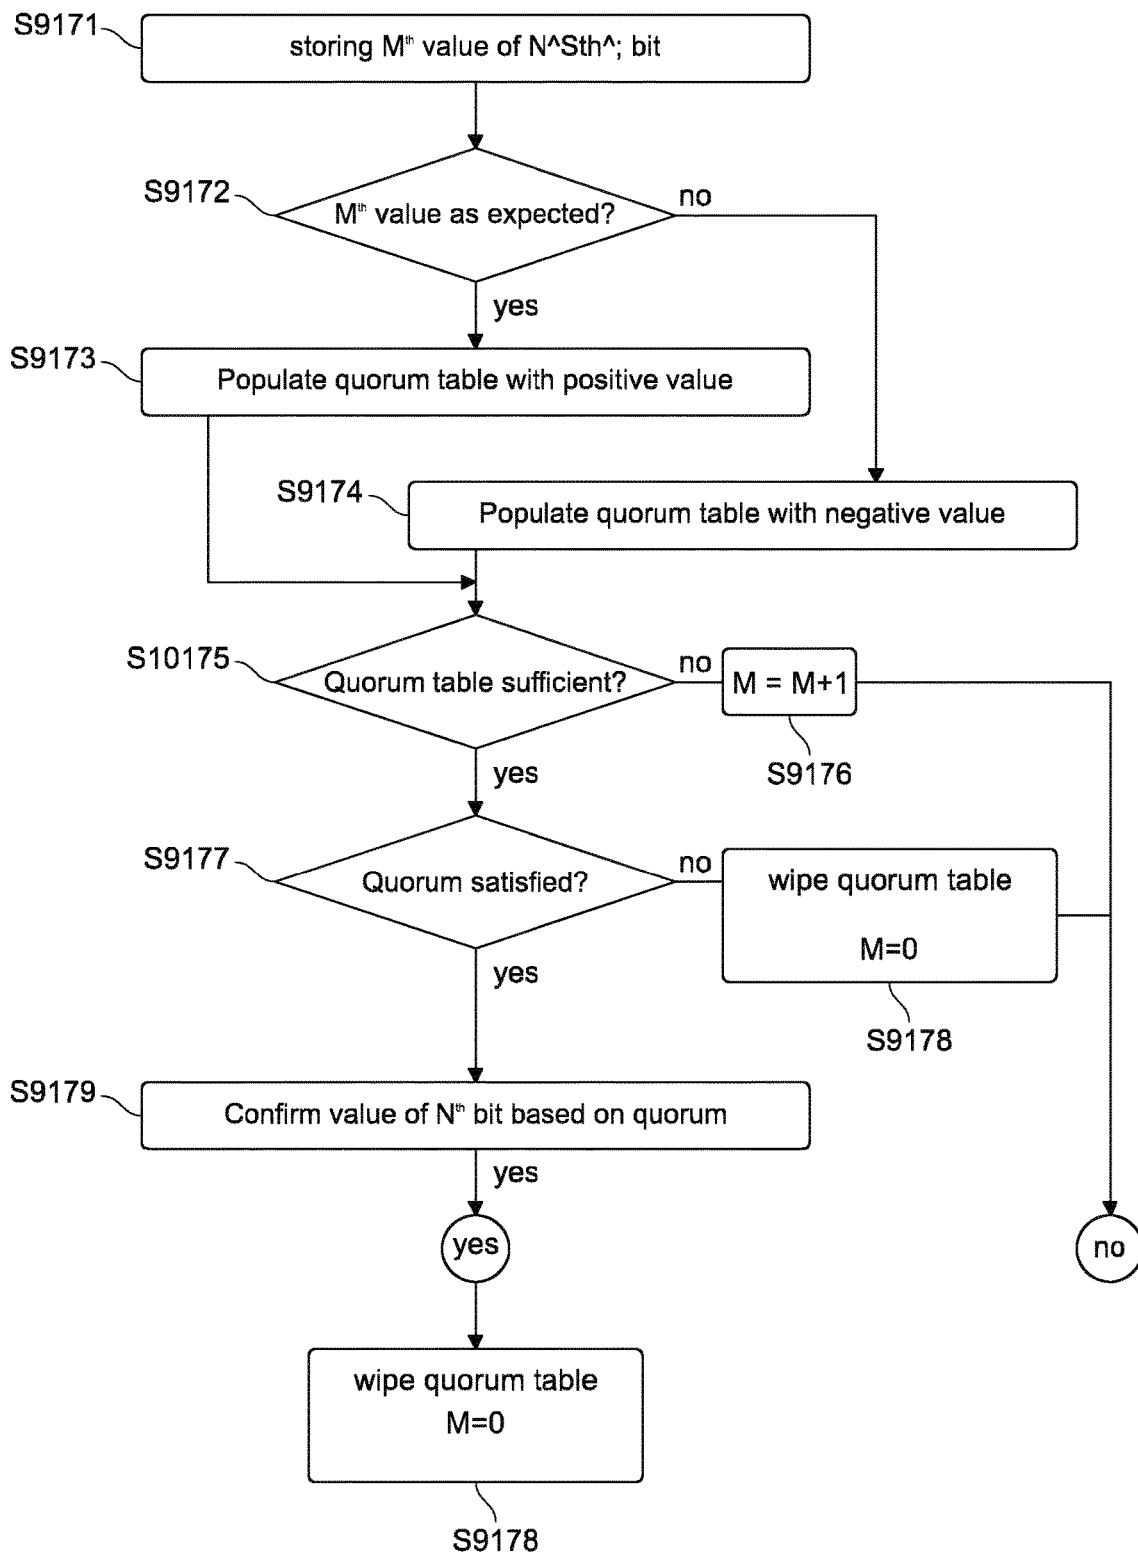 S9171
storing Mᵗʰ value of N^Sth^; bit
S9172
Mᵗʰ value as expected?
no
yes
S9173
Populate quorum table with positive value
S9174
Populate quorum table with negative value
S10175
Quorum table sufficient?
no
M = M+1
S9176
yes
S9177
Quorum satisfied?
no
wipe quorum table
M=0
S9178
yes
S9179
Confirm value of Nᵗʰ bit based on quorum
yes
yes
no
wipe quorum table
M=0
S9178